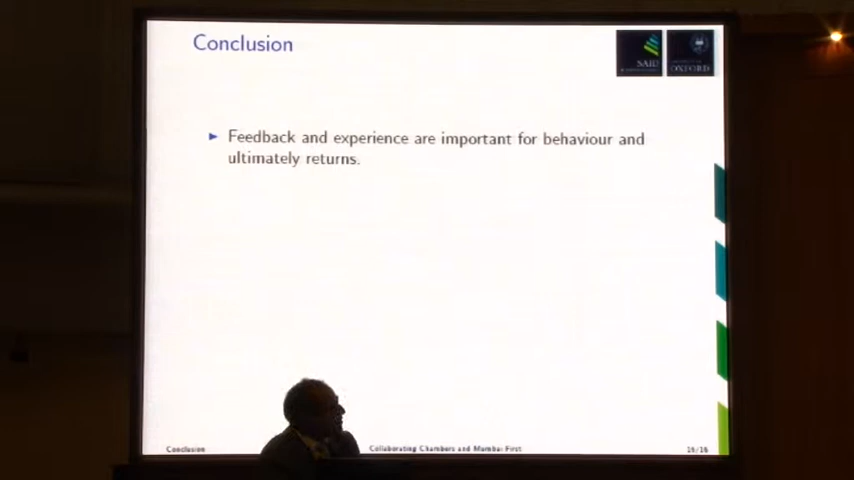 Conclusion
SAID
OXFORD
Feedback and experience are important for behaviour and
ultimately returns.
Conclusion
Collaborating Chambers and Mumbai First
16/16